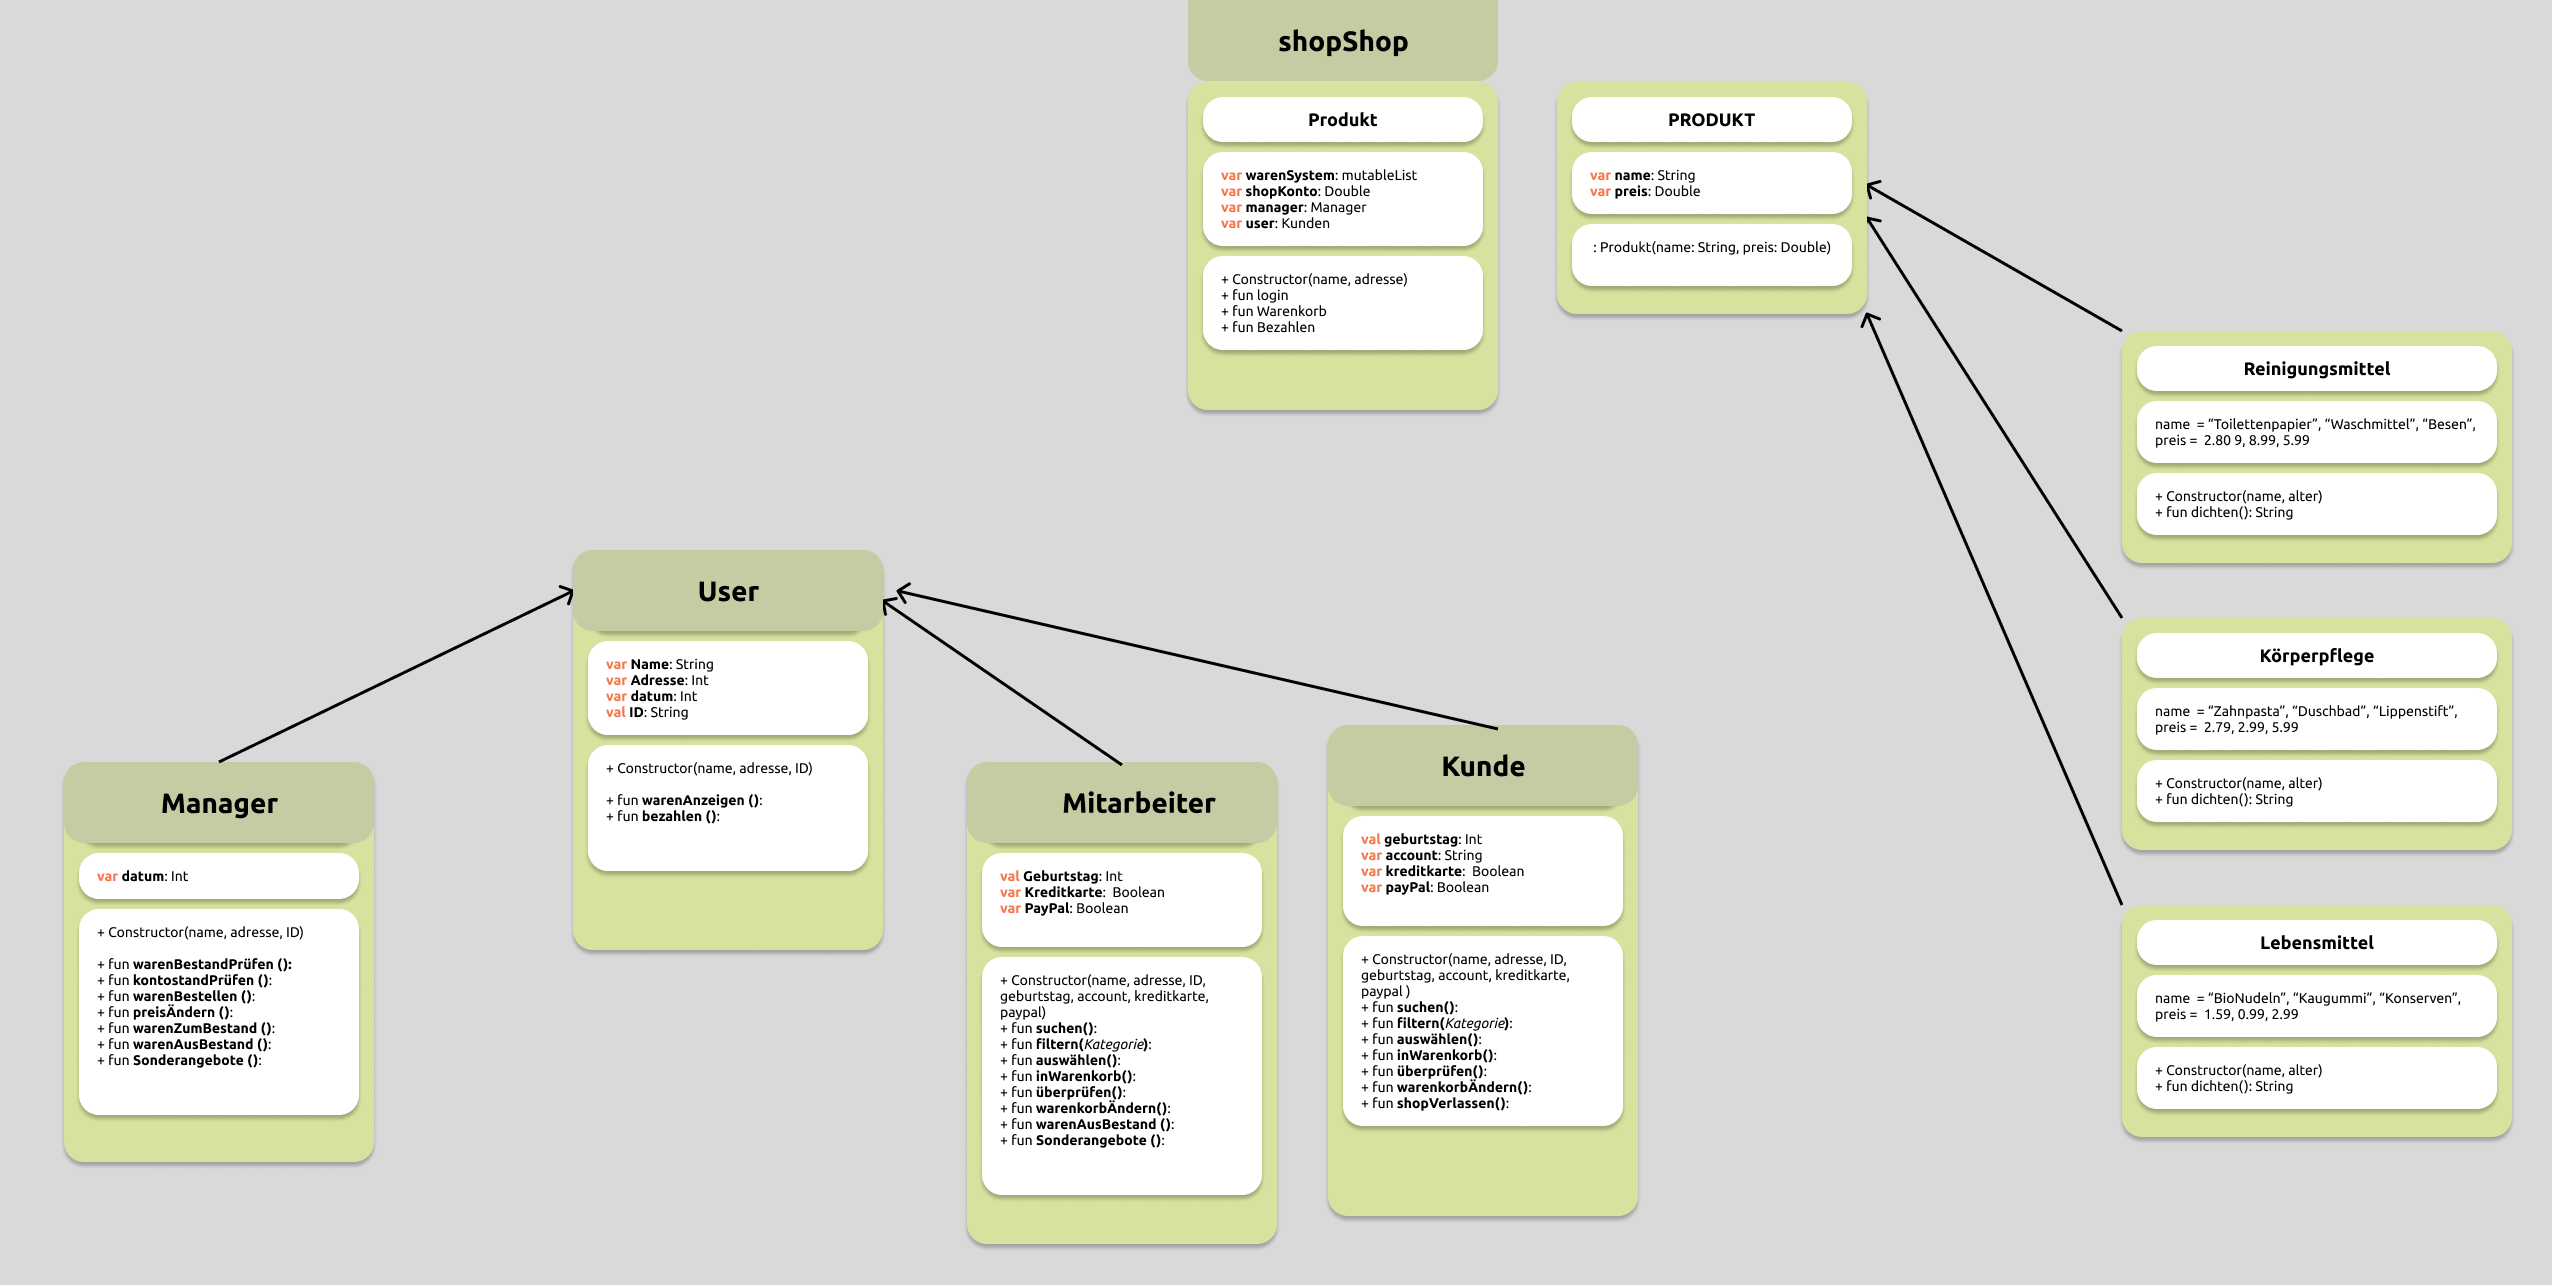 shopShop
Produkt
var warenSystem: mutableList
var shopKonto: Double
var manager: Manager
var user: Kunden
+ Constructor(name, adresse)
+ fun login
+ fun Warenkorb
+ fun Bezahlen
PRODUKT
var name: String
var preis: Double
: Produkt(name: String, preis: Double)
Reinigungsmittel
name  = “Toilettenpapier”, “Waschmittel”, “Besen”,
preis =  2.80 9, 8.99, 5.99
+ Constructor(name, alter)
+ fun dichten(): String
Körperpflege
name  = “Zahnpasta”, “Duschbad”, “Lippenstift”,
preis =  2.79, 2.99, 5.99
+ Constructor(name, alter)
+ fun dichten(): String
Lebensmittel
name  = “BioNudeln”, “Kaugummi”, “Konserven”,
preis =  1.59, 0.99, 2.99
+ Constructor(name, alter)
+ fun dichten(): String
User
var Name: String
var Adresse: Int
var datum: Int
val ID: String
+ Constructor(name, adresse, ID)
+ fun warenAnzeigen ():
+ fun bezahlen ():
Manager
var datum: Int
+ Constructor(name, adresse, ID)
+ fun warenBestandPrüfen ():
+ fun kontostandPrüfen ():
+ fun warenBestellen ():
+ fun preisÄndern ():
+ fun warenZumBestand ():
+ fun warenAusBestand ():
+ fun Sonderangebote ():
Mitarbeiter
val Geburtstag: Int
var Kreditkarte:  Boolean
var PayPal: Boolean
+ Constructor(name, adresse, ID,
geburtstag, account, kreditkarte,
paypal)
+ fun suchen():
+ fun filtern(Kategorie):
+ fun auswählen():
+ fun inWarenkorb():
+ fun überprüfen():
+ fun warenkorbÄndern():
+ fun warenAusBestand ():
+ fun Sonderangebote ():
Kunde
val geburtstag: Int
var account: String
var kreditkarte:  Boolean
var payPal: Boolean
+ Constructor(name, adresse, ID,
geburtstag, account, kreditkarte,
paypal )
+ fun suchen():
+ fun filtern(Kategorie):
+ fun auswählen():
+ fun inWarenkorb():
+ fun überprüfen():
+ fun warenkorbÄndern():
+ fun shopVerlassen():